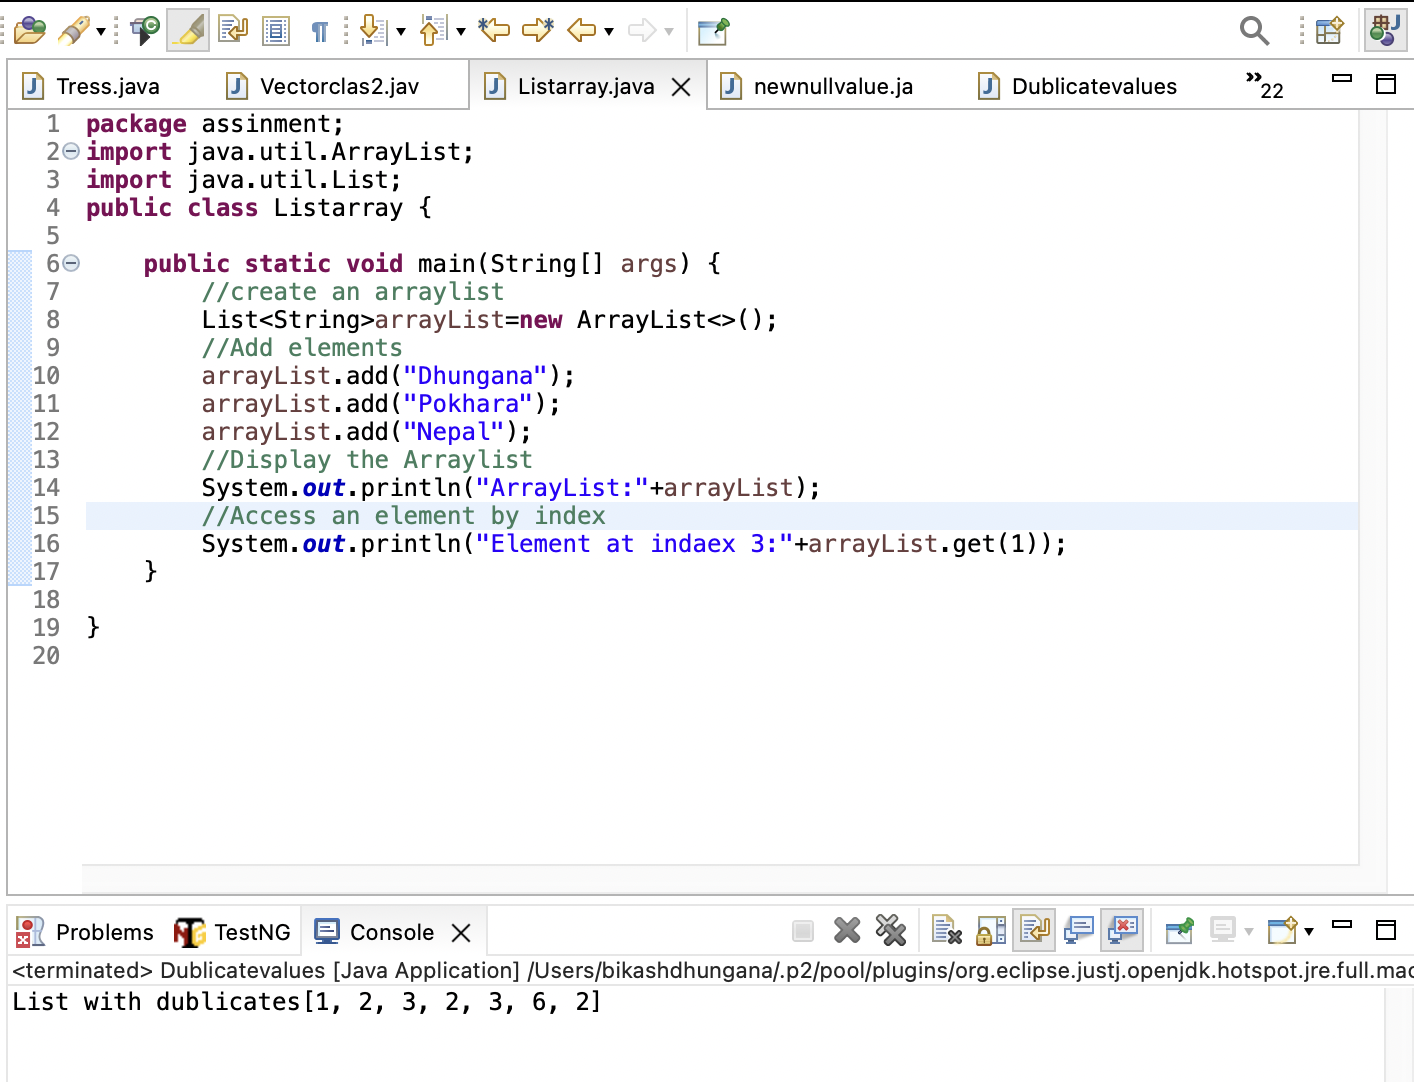 Tress.java Vectorclas2.jav Listarray.java newnullvalue.ja Dublicatevalues »22
1 package assinment;
2 import java.util.ArrayList;
3 import java.util.List;
4 public class Listarray {
5
6 public static void main(String[] args) {
7 //create an arraylist
8 List<String>arrayList=new ArrayList<>();
9 //Add elements
10 arrayList.add("Dhungana");
11 arrayList.add("Pokhara");
12 arrayList.add("Nepal");
13 //Display the Arraylist
14 System.out.println("ArrayList:"+arrayList);
15 //Access an element by index
16 System.out.println("Element at indaex 3:"+arrayList.get(1));
17 }
18
19 }
20
Problems TestNG Console
<terminated> Dublicatevalues [Java Application] /Users/bikashdhungana/.p2/pool/plugins/org.eclipse.justj.openjdk.hotspot.jre.full.mac
List with dublicates[1, 2, 3, 2, 3, 6, 2]